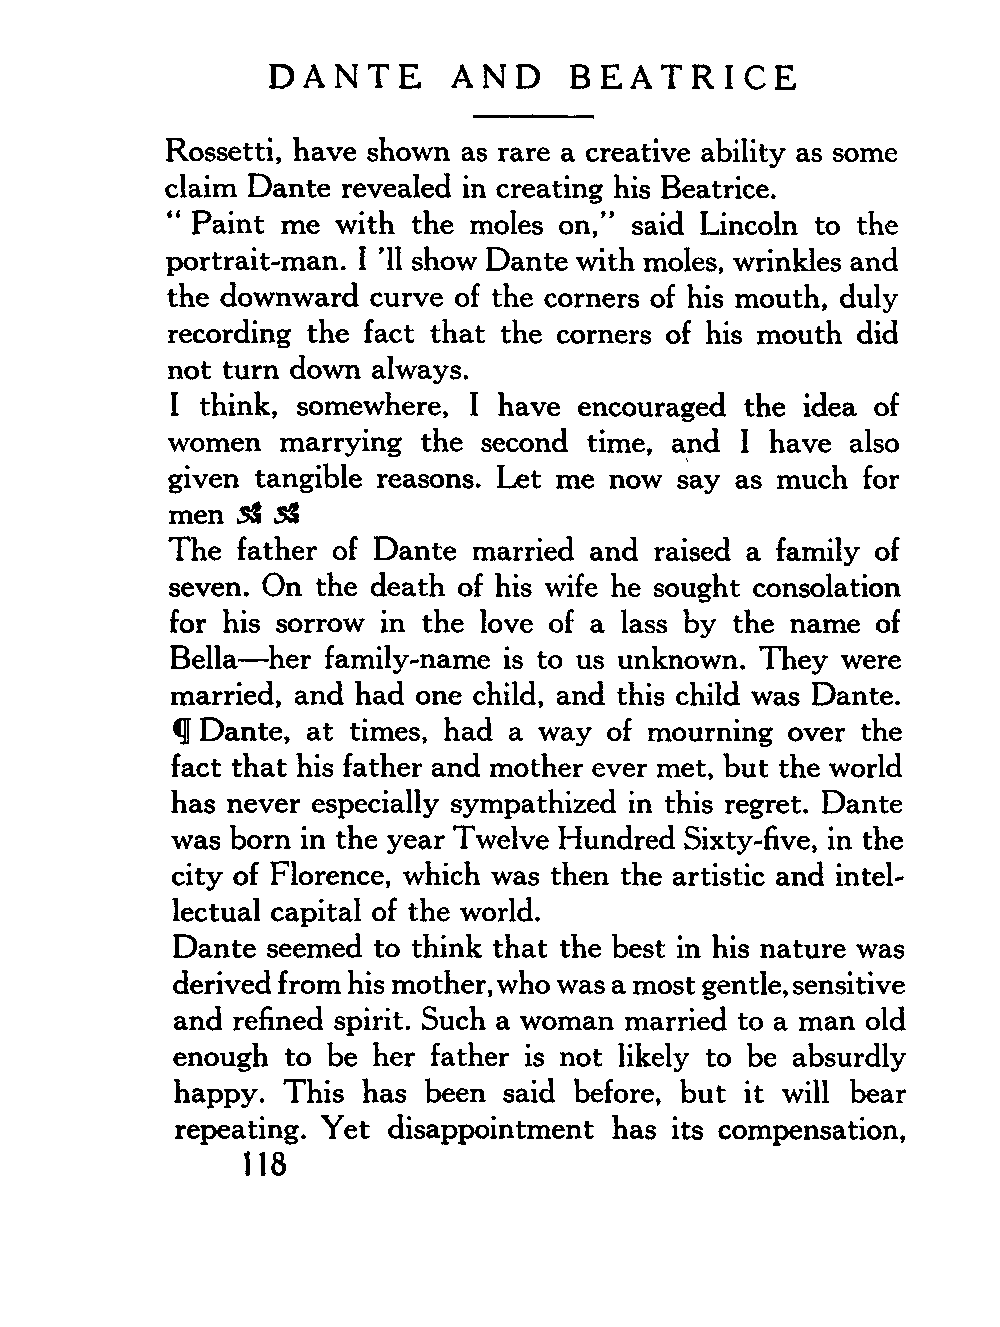 DANTE AND BEATRICE
Rossetti, have shown as rare a creative ability as some
claim Dante revealed in creating his Beatrice.
“ Paint me with the moles on,” said Lincoln to the
portrait-man. I ’ll show Dante with moles, wrinkles and
the downward curve of the corners of his mouth, duly
recording the fact that the corners of his mouth did
not turn down always.
I think, somewhere, I have encouraged the idea of
women marrying the second time, and I have also
given tangible reasons. Let me now say as much for
men
The father of Dante married and raised a family of
seven. On the death of his wife he sought consolation
for his sorrow in the love of a lass by the name of
Bella—her family-name is to us unknown. They were
married, and had one child, and this child was Dante.
¶ Dante, at times, had a way of mourning over the
fact that his father and mother ever met, but the world
has never especially sympathized in this regret. Dante
was born in the year Twelve Hundred Sixty-five, in the
city of Florence, which was then the artistic and intel-
lectual capital of the world.
Dante seemed to think that the best in his nature was
derived from his mother, who was a most gentle, sensitive
and refined spirit. Such a woman married to a man old
enough to be her father is not likely to be absurdly
happy. This has been said before, but it will bear
repeating. Yet disappointment has its compensation,
118